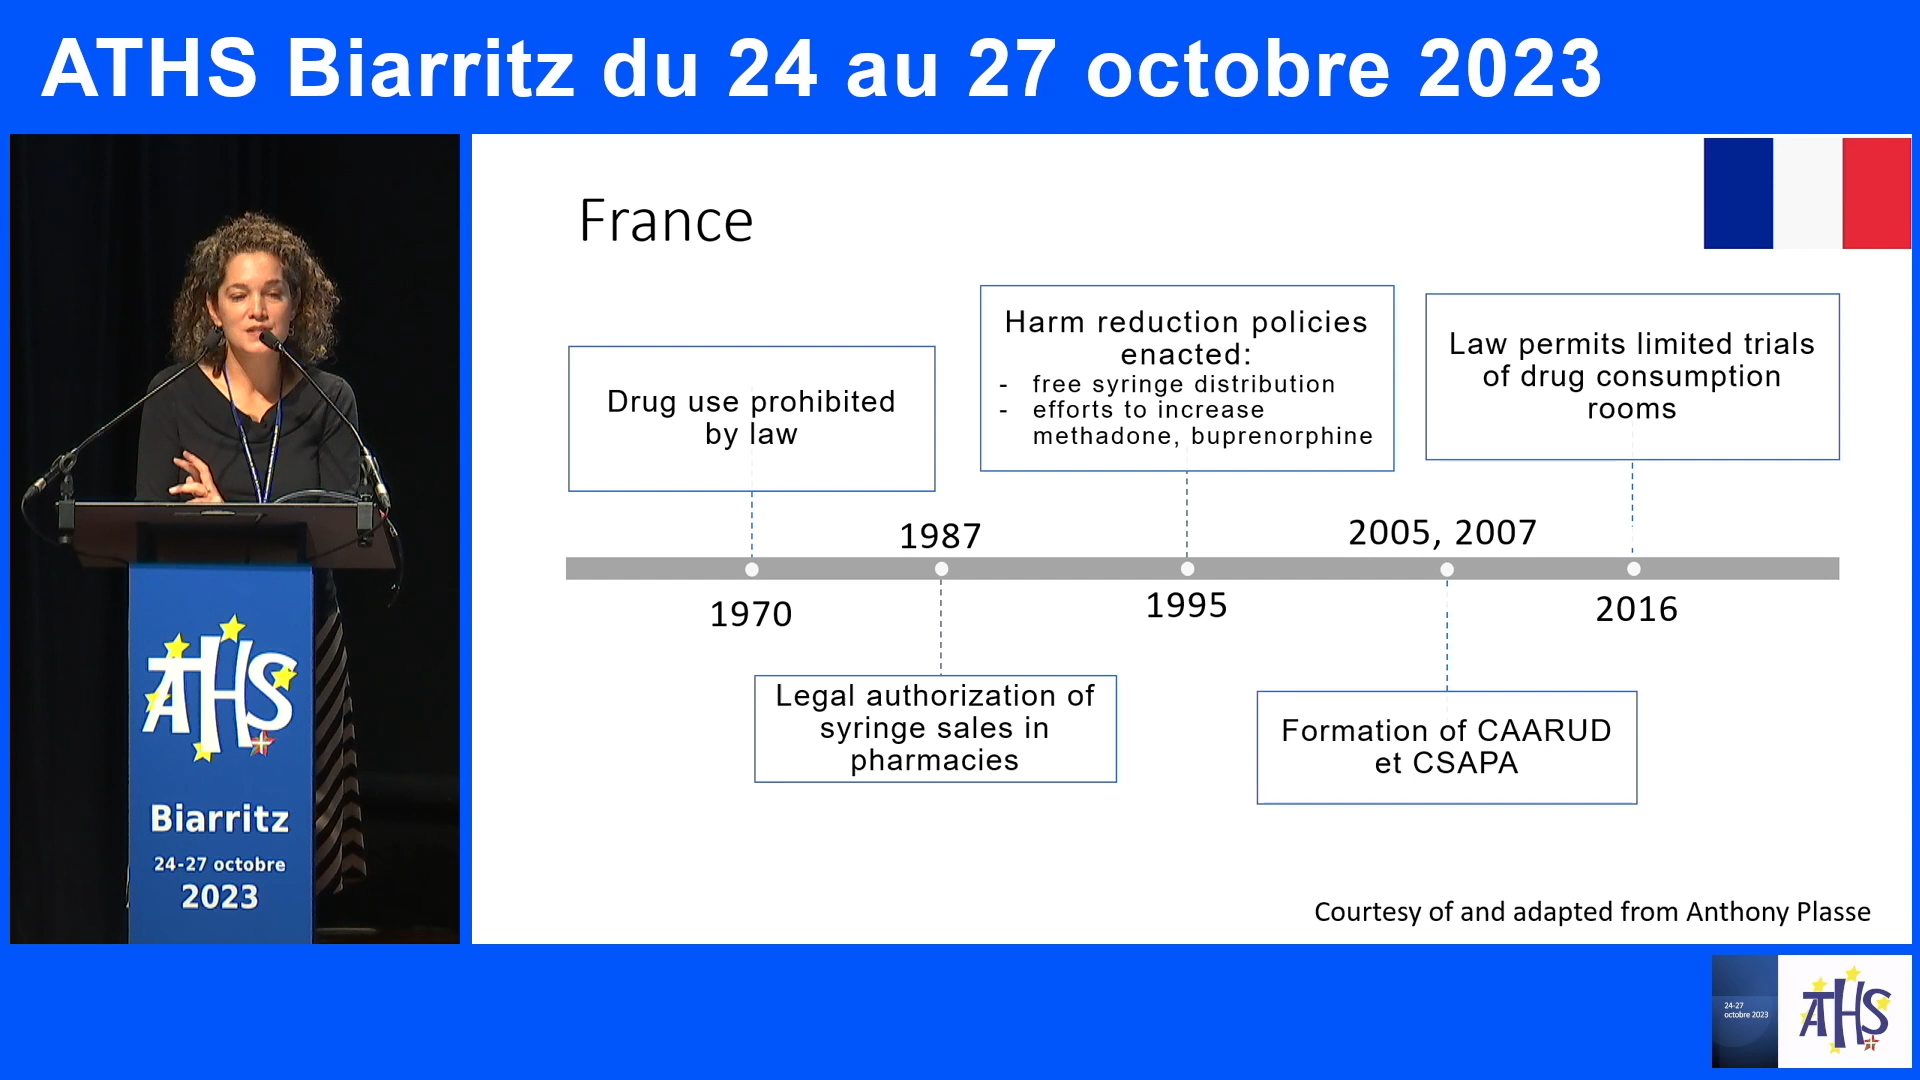 ATHS Biarritz du 24 au 27 octobre 2023
France
Drug use prohibited
by law
Harm reduction policies
enacted:
- free syringe distribution
- efforts to increase
methadone, buprenorphine
Law permits limited trials
of drug consumption
rooms
1987
2005, 2007
1970
1995
2016
Legal authorization of
syringe sales in
pharmacies
Formation of CAARUD
et CSAPA
Courtesy of and adapted from Anthony Plasse
ATHS
Biarritz
24-27 octobre
2023
24-27
octobre 2023
ATHS